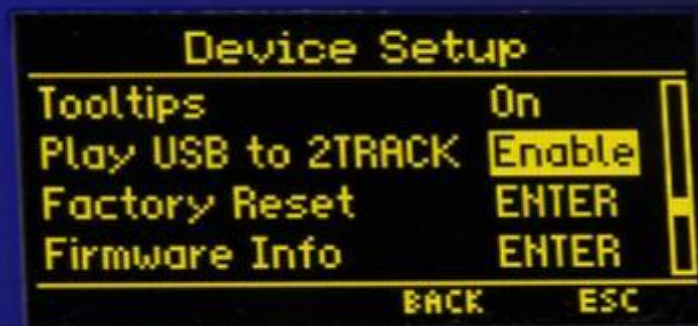 Device Setup
Tooltips On
Play USB to 2TRACK Enable
Factory Reset ENTER
Firmware Info ENTER
BACK ESC